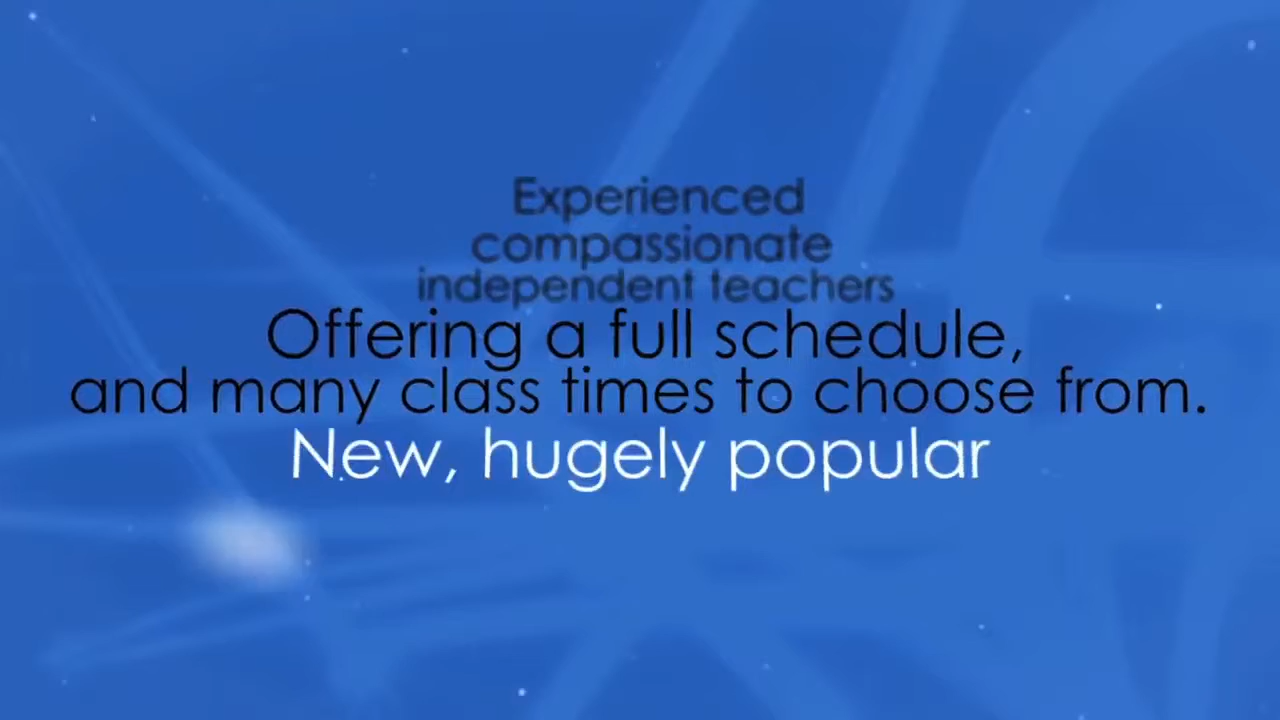 Experienced
compassionate
independent teachers
Offering a full schedule,
and many class times to choose from.
New, hugely popular